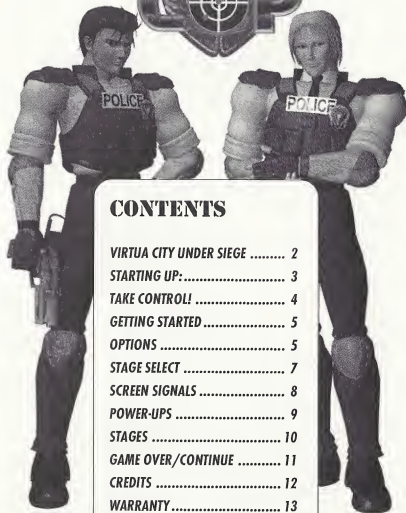 POLICE
POLICE
CONTENTS
VIRTUA CITY UNDER SIEGE ......... 2
STARTING UP: ............................ 3
TAKE CONTROL! ......................... 4
GETTING STARTED ...................... 5
OPTIONS .................................. 5
STAGE SELECT ........................... 7
SCREEN SIGNALS ....................... 8
POWER-UPS .............................. 9
STAGES .................................... 10
GAME OVER/CONTINUE ............ 11
CREDITS ................................... 12
WARRANTY ............................... 13